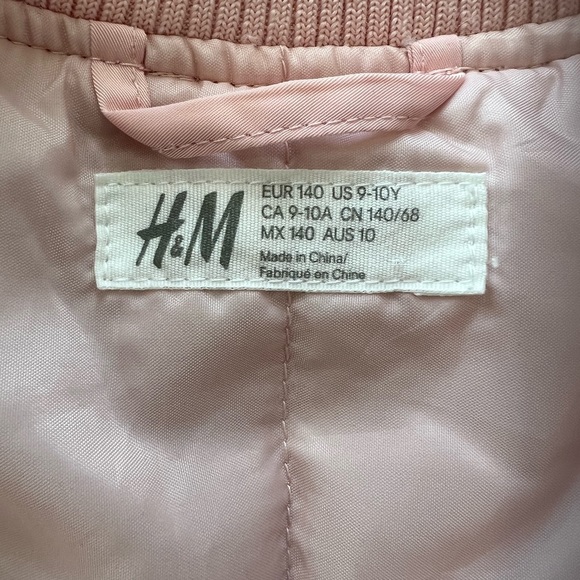 H&M
EUR 140 US 9-10Y
CA 9-10A CN 140/68
MX 140 AUS 10
Made in China/
Fabriqué en Chine